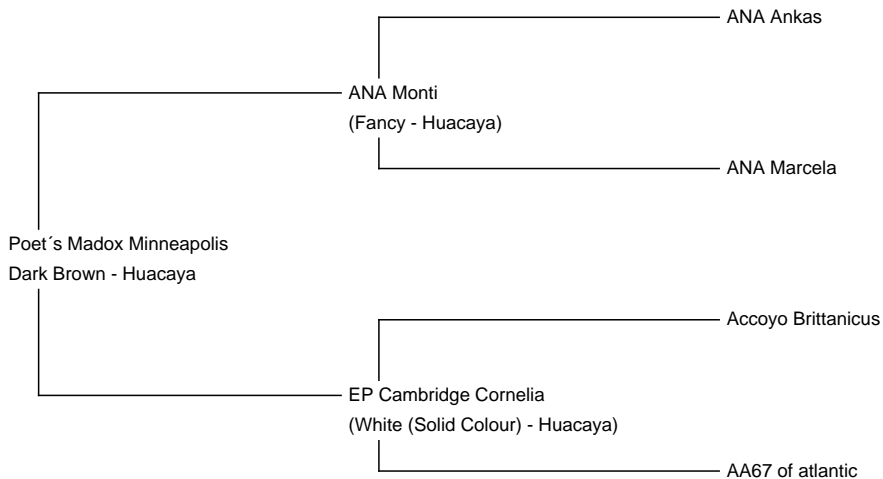 ANA Ankas
ANA Monti
(Fancy - Huacaya)
ANA Marcela
Poet´s Madox Minneapolis
Dark Brown - Huacaya
Accoyo Brittanicus
EP Cambridge Cornelia
(White (Solid Colour) - Huacaya)
AA67 of atlantic